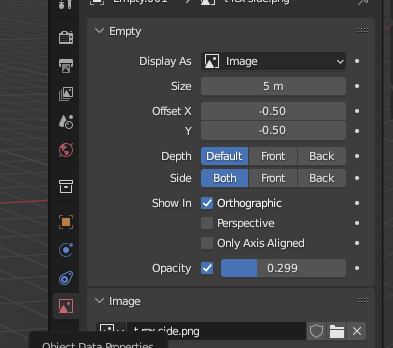 Empty
Display As Image
Size 5 m
Offset X -0.50
Y -0.50
Depth Default Front Back
Side Both Front Back
Show In Orthographic
Perspective
Only Axis Aligned
Opacity 0.299
Image
t-rex side.png
Object Data Properties